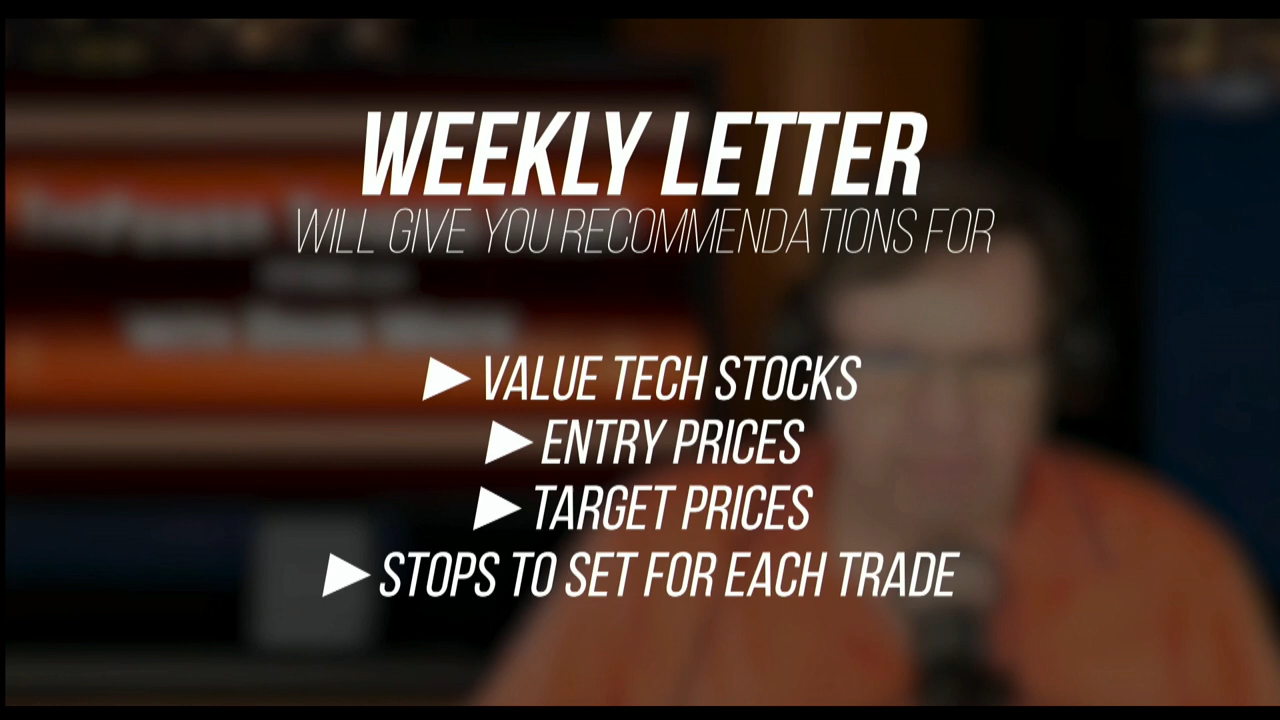 WEEKLY LETTER
WILL GIVE YOU RECOMMENDATIONS FOR
▶ VALUE TECH STOCKS
▶ ENTRY PRICES
▶ TARGET PRICES
▶ STOPS TO SET FOR EACH TRADE